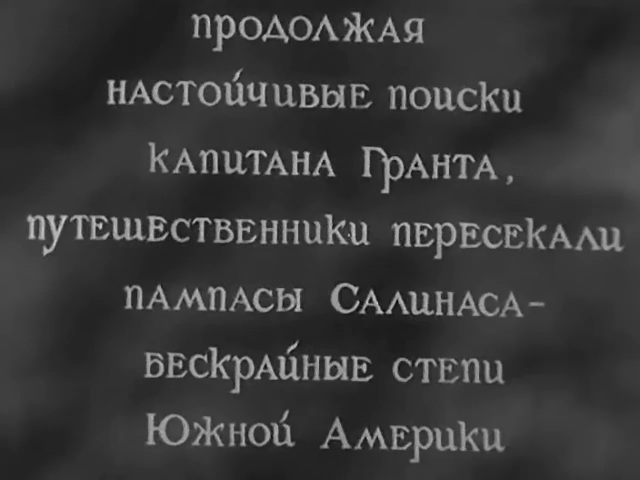 продолжая
настойчивые поиски
капитана Гранта,
путешественники пересекали
пампасы Салинаса-
бескрайные степи
Южной Америки